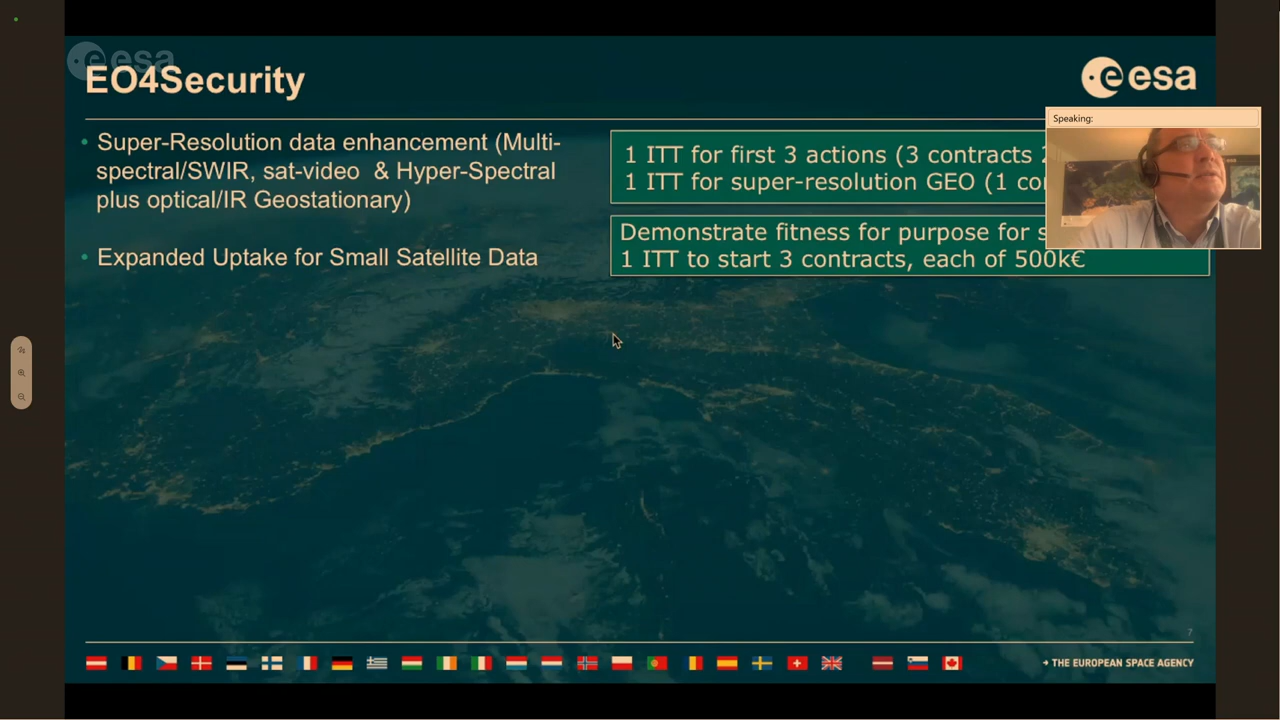 esa
EO4Security
esa
Speaking:
• Super-Resolution data enhancement (Multi-
spectral/SWIR, sat-video & Hyper-Spectral
plus optical/IR Geostationary)
• Expanded Uptake for Small Satellite Data
1 ITT for first 3 actions (3 contracts
1 ITT for super-resolution GEO (1
Demonstrate fitness for purpose for
1 ITT to start 3 contracts, each of 500k€
7
→ THE EUROPEAN SPACE AGENCY